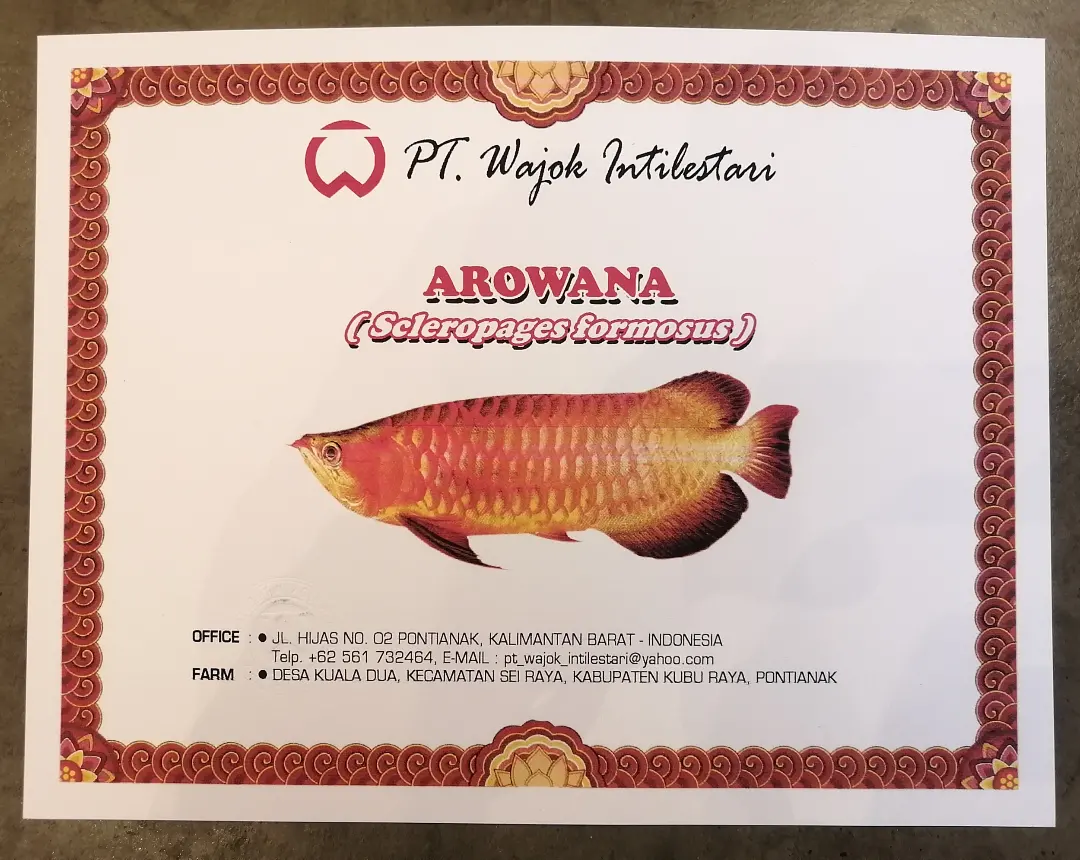 PT. Wajok Intilestari
AROWANA
( Scleropages formosus )
OFFICE : ● JL. HIJAS NO. 02 PONTIANAK, KALIMANTAN BARAT - INDONESIA
Telp. +62 561 732464, E-MAIL : pt_wajok_intilestari@yahoo.com
FARM : ● DESA KUALA DUA, KECAMATAN SEI RAYA, KABUPATEN KUBU RAYA, PONTIANAK